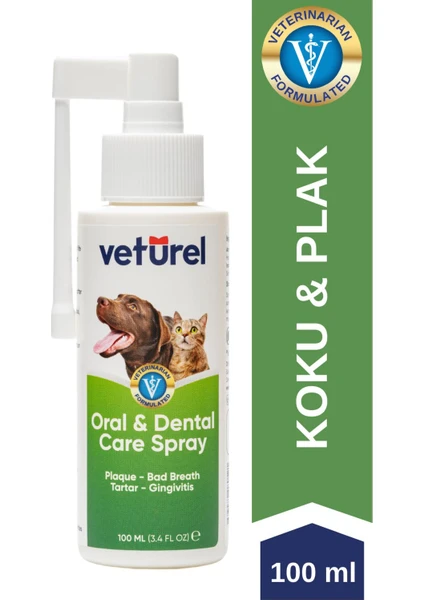 veturel
VETERINARIAN
FORMULATED
Oral & Dental
Care Spray
Plaque - Bad Breath
Tartar - Gingivitis
100 ML (3.4 FL OZ) e
VETERINARIAN
V
FORMULATED
KOKU & PLAK
100 ml